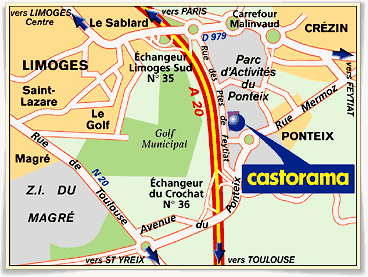 vers LIMOGES
Centre
vers PARIS
Carrefour
Malinvaud
Le Sablard
D 979
CRÉZIN
Échangeur
Limoges Sud
N° 35
LIMOGES
Parc
d'Activités
du
Ponteix
vers FEYTIAT
Saint-
Lazare
A 20
Rue des Ptes de Feytiat
Rue Mermoz
Le Golf
Golf
Municipal
PONTEIX
Rue de Toulouse
Magré
N 20
castorama
Z.I. DU
MAGRÉ
Échangeur
du Crochat
N° 36
Avenue du Ponteix
vers ST YREIX
vers TOULOUSE